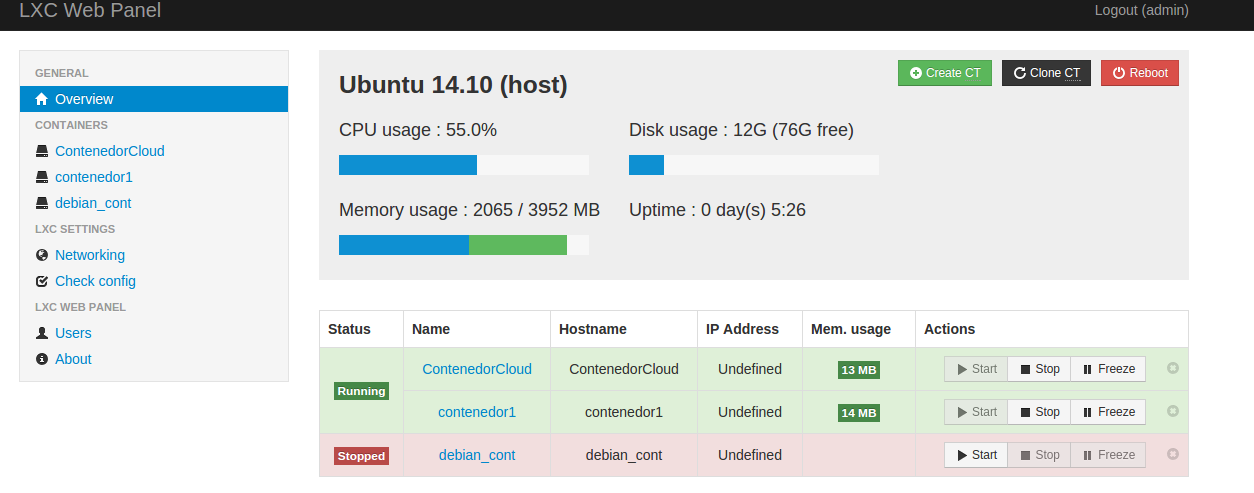 LXC Web Panel
Logout (admin)
GENERAL
Overview
CONTAINERS
ContenedorCloud
contenedor1
debian_cont
LXC SETTINGS
Networking
Check config
LXC WEB PANEL
Users
About
Ubuntu 14.10 (host)
Create CT
Clone CT
Reboot
CPU usage : 55.0%
Disk usage : 12G (76G free)
Memory usage : 2065 / 3952 MB
Uptime : 0 day(s) 5:26
Status Name Hostname IP Address Mem. usage Actions
Running
ContenedorCloud ContenedorCloud Undefined 13 MB Start Stop Freeze
contenedor1 contenedor1 Undefined 14 MB Start Stop Freeze
Stopped debian_cont debian_cont Undefined Start Stop Freeze